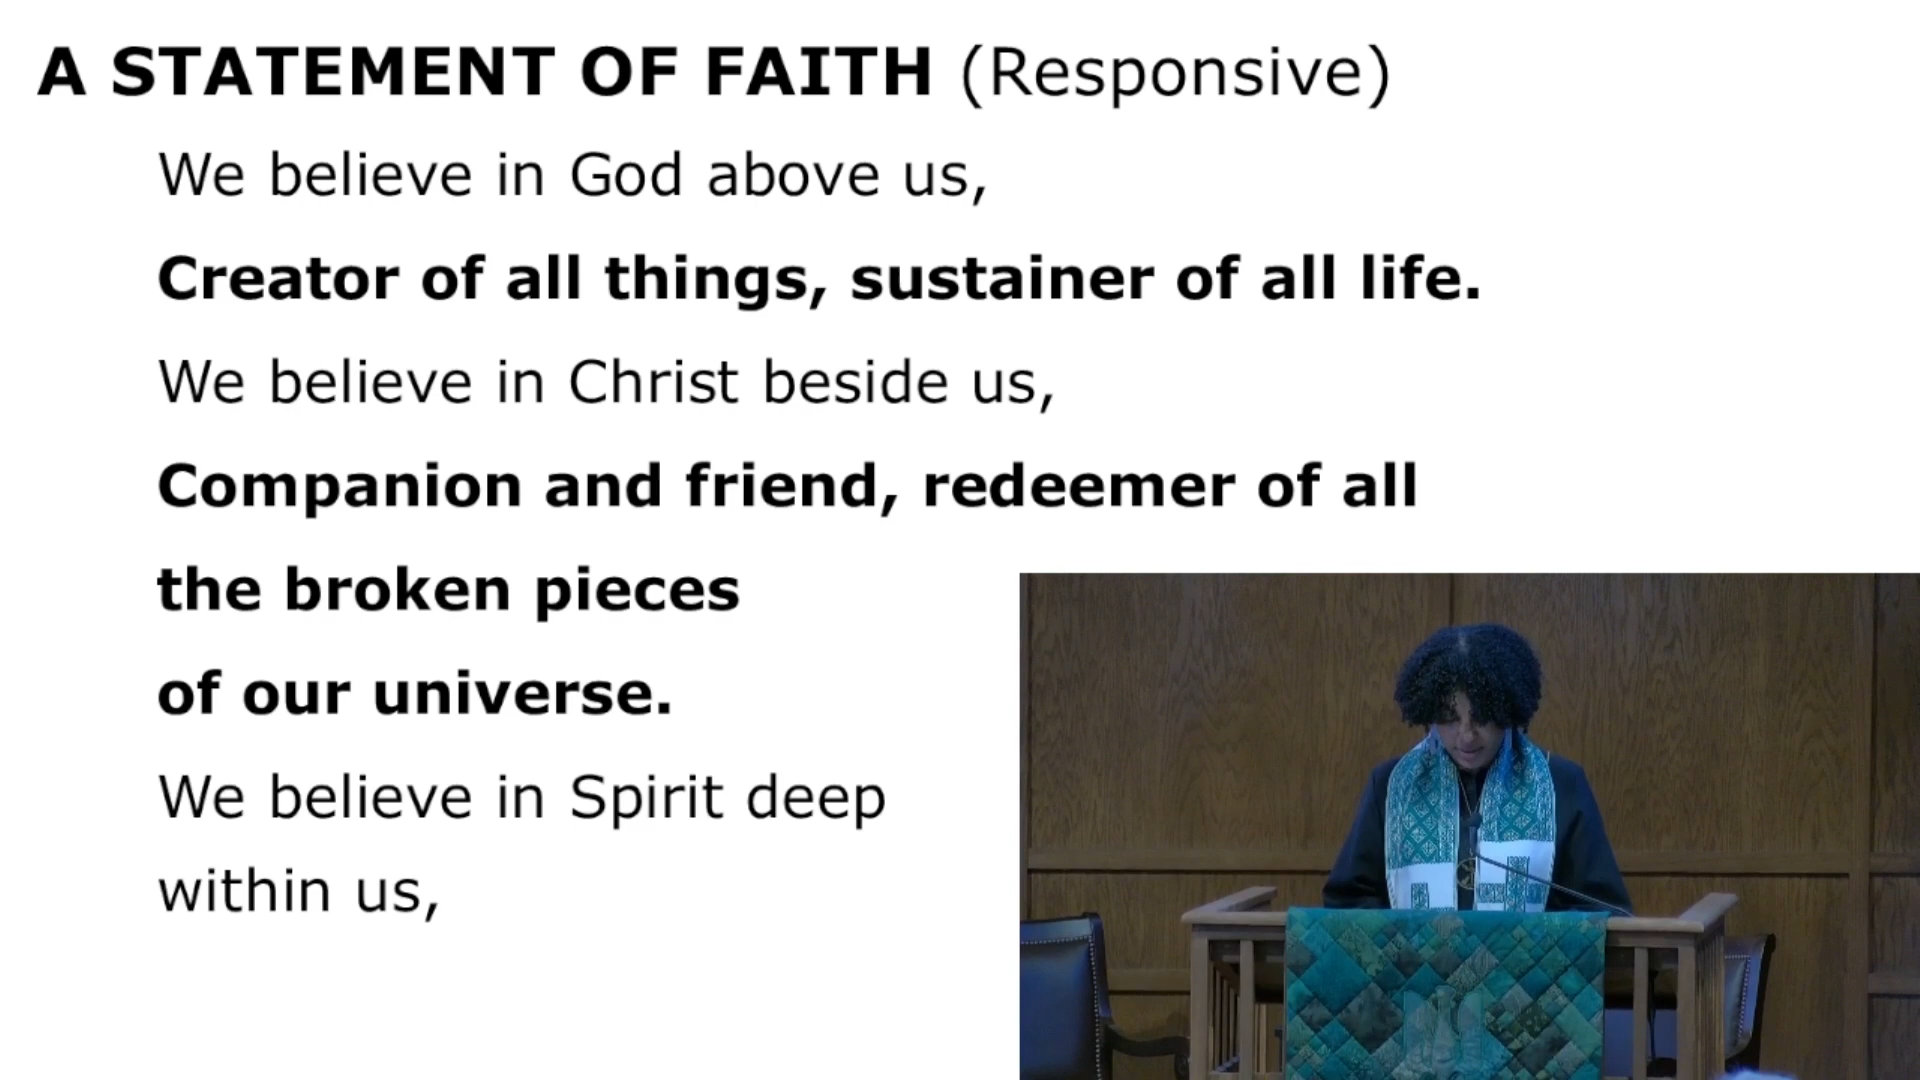 A STATEMENT OF FAITH (Responsive)
We believe in God above us,
Creator of all things, sustainer of all life.
We believe in Christ beside us,
Companion and friend, redeemer of all
the broken pieces
of our universe.
We believe in Spirit deep
within us,